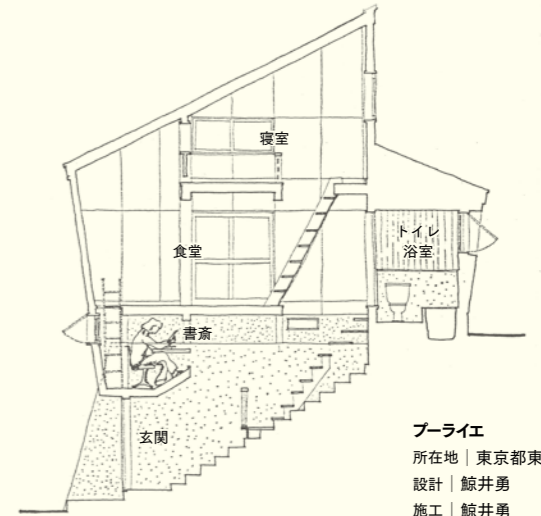 寝室
食堂
トイレ
浴室
書斎
玄関
プーライエ
所在地｜東京都東
設計｜鯨井勇
施工｜鯨井勇